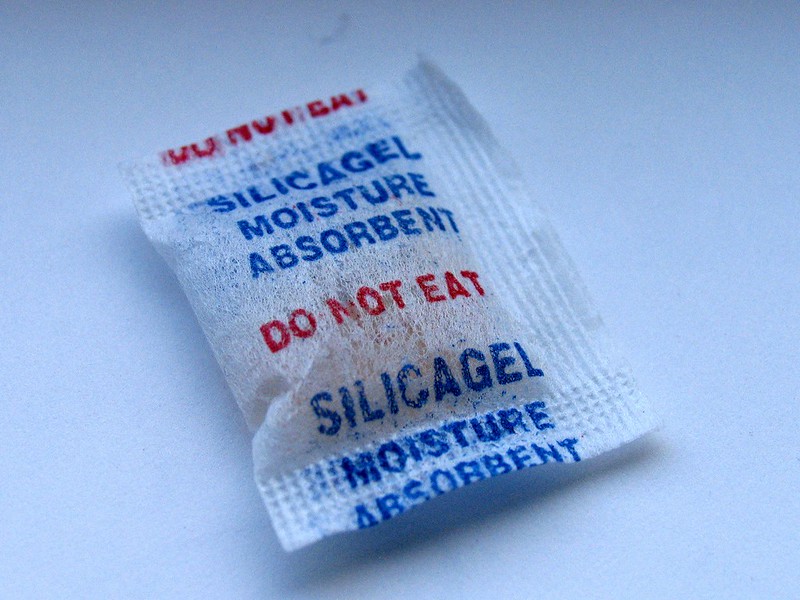 DO NOT EAT
SILICAGEL
MOISTURE
ABSORBENT
DO NOT EAT
SILICAGEL
MOISTURE
ABSORBENT